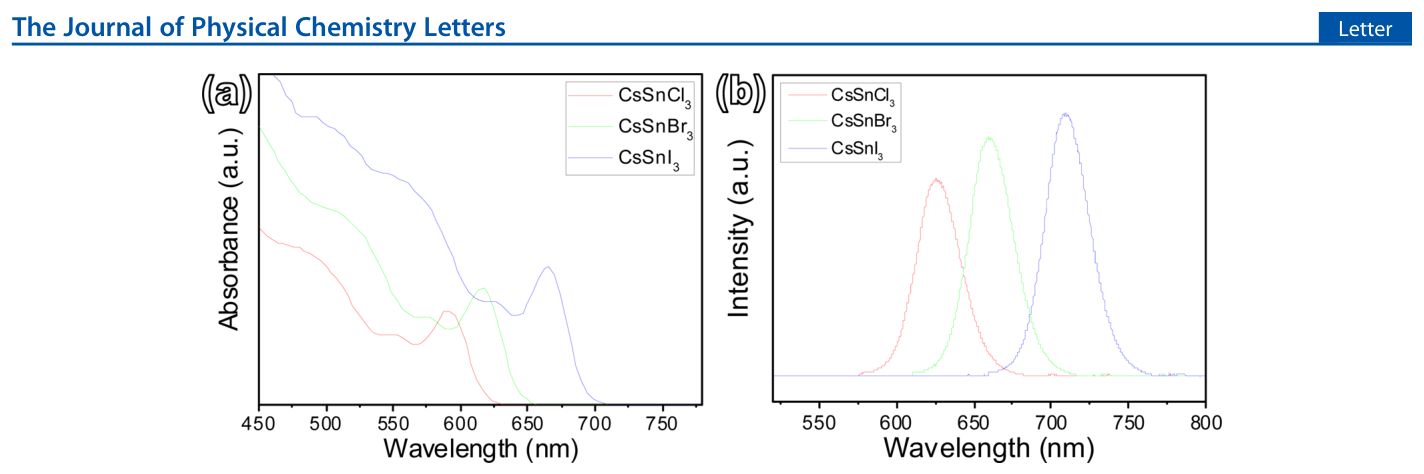 The Journal of Physical Chemistry Letters
Letter
(a)
CsSnCl3
CsSnBr3
CsSnI3
Absorbance (a.u.)
450 500 550 600 650 700 750
Wavelength (nm)
(b)
CsSnCl3
CsSnBr3
CsSnI3
Intensity (a.u.)
550 600 650 700 750 800
Wavelength (nm)